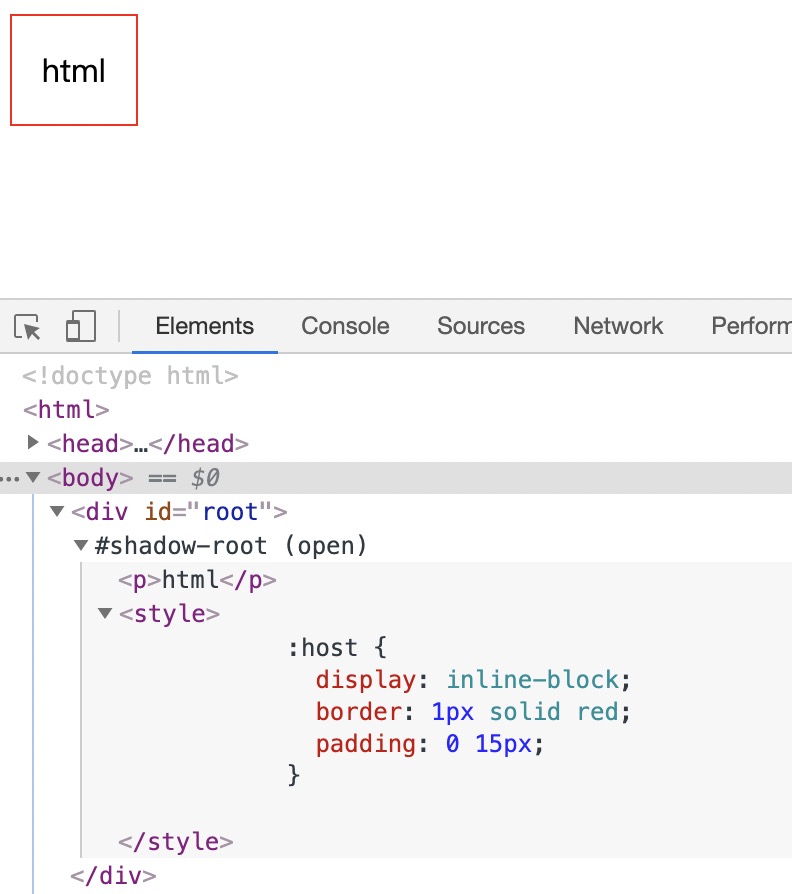 html
Elements Console Sources Network Perform
<!doctype html>
<html>
<head>…</head>
… <body> == $0
<div id="root">
#shadow-root (open)
<p>html</p>
<style>
:host {
display: inline-block;
border: 1px solid red;
padding: 0 15px;
}
</style>
</div>